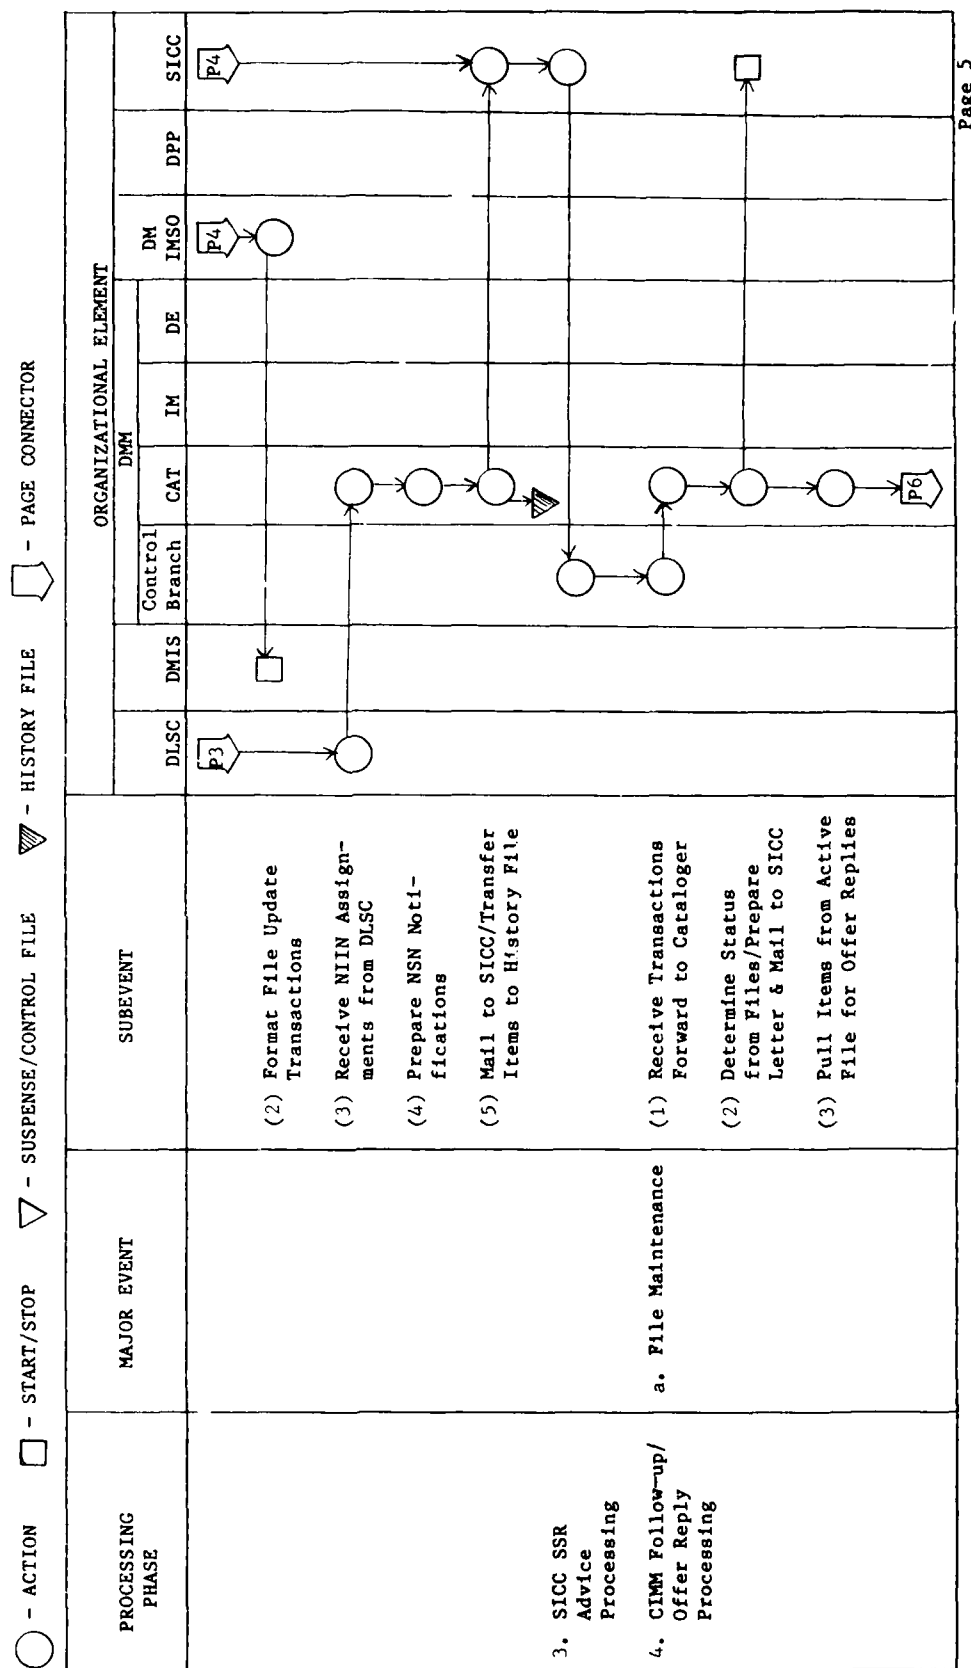 - ACTION
- START/STOP
- SUSPENSE/CONTROL FILE
- HISTORY FILE
- PAGE CONNECTOR
PROCESSING
PHASE
MAJOR EVENT
SUBEVENT
ORGANIZATIONAL ELEMENT
DLSC
DMIS
DMM
Control
Branch
CAT
IM
DE
DM
IMSO
DPP
SICC
P3
P4
P4
(2) Format File Update
Transactions
(3) Receive NIIN Assign-
ments from DLSC
(4) Prepare NSN Noti-
fications
(5) Mail to SICC/Transfer
Items to History File
3. SICC SSR
Advice
Processing
4. CIMM Follow-up/
Offer Reply
Processing
a. File Maintenance
(1) Receive Transactions
Forward to Cataloger
(2) Determine Status
from Files/Prepare
Letter & Mail to SICC
(3) Pull Items from Active
File for Offer Replies
P6
Page 5